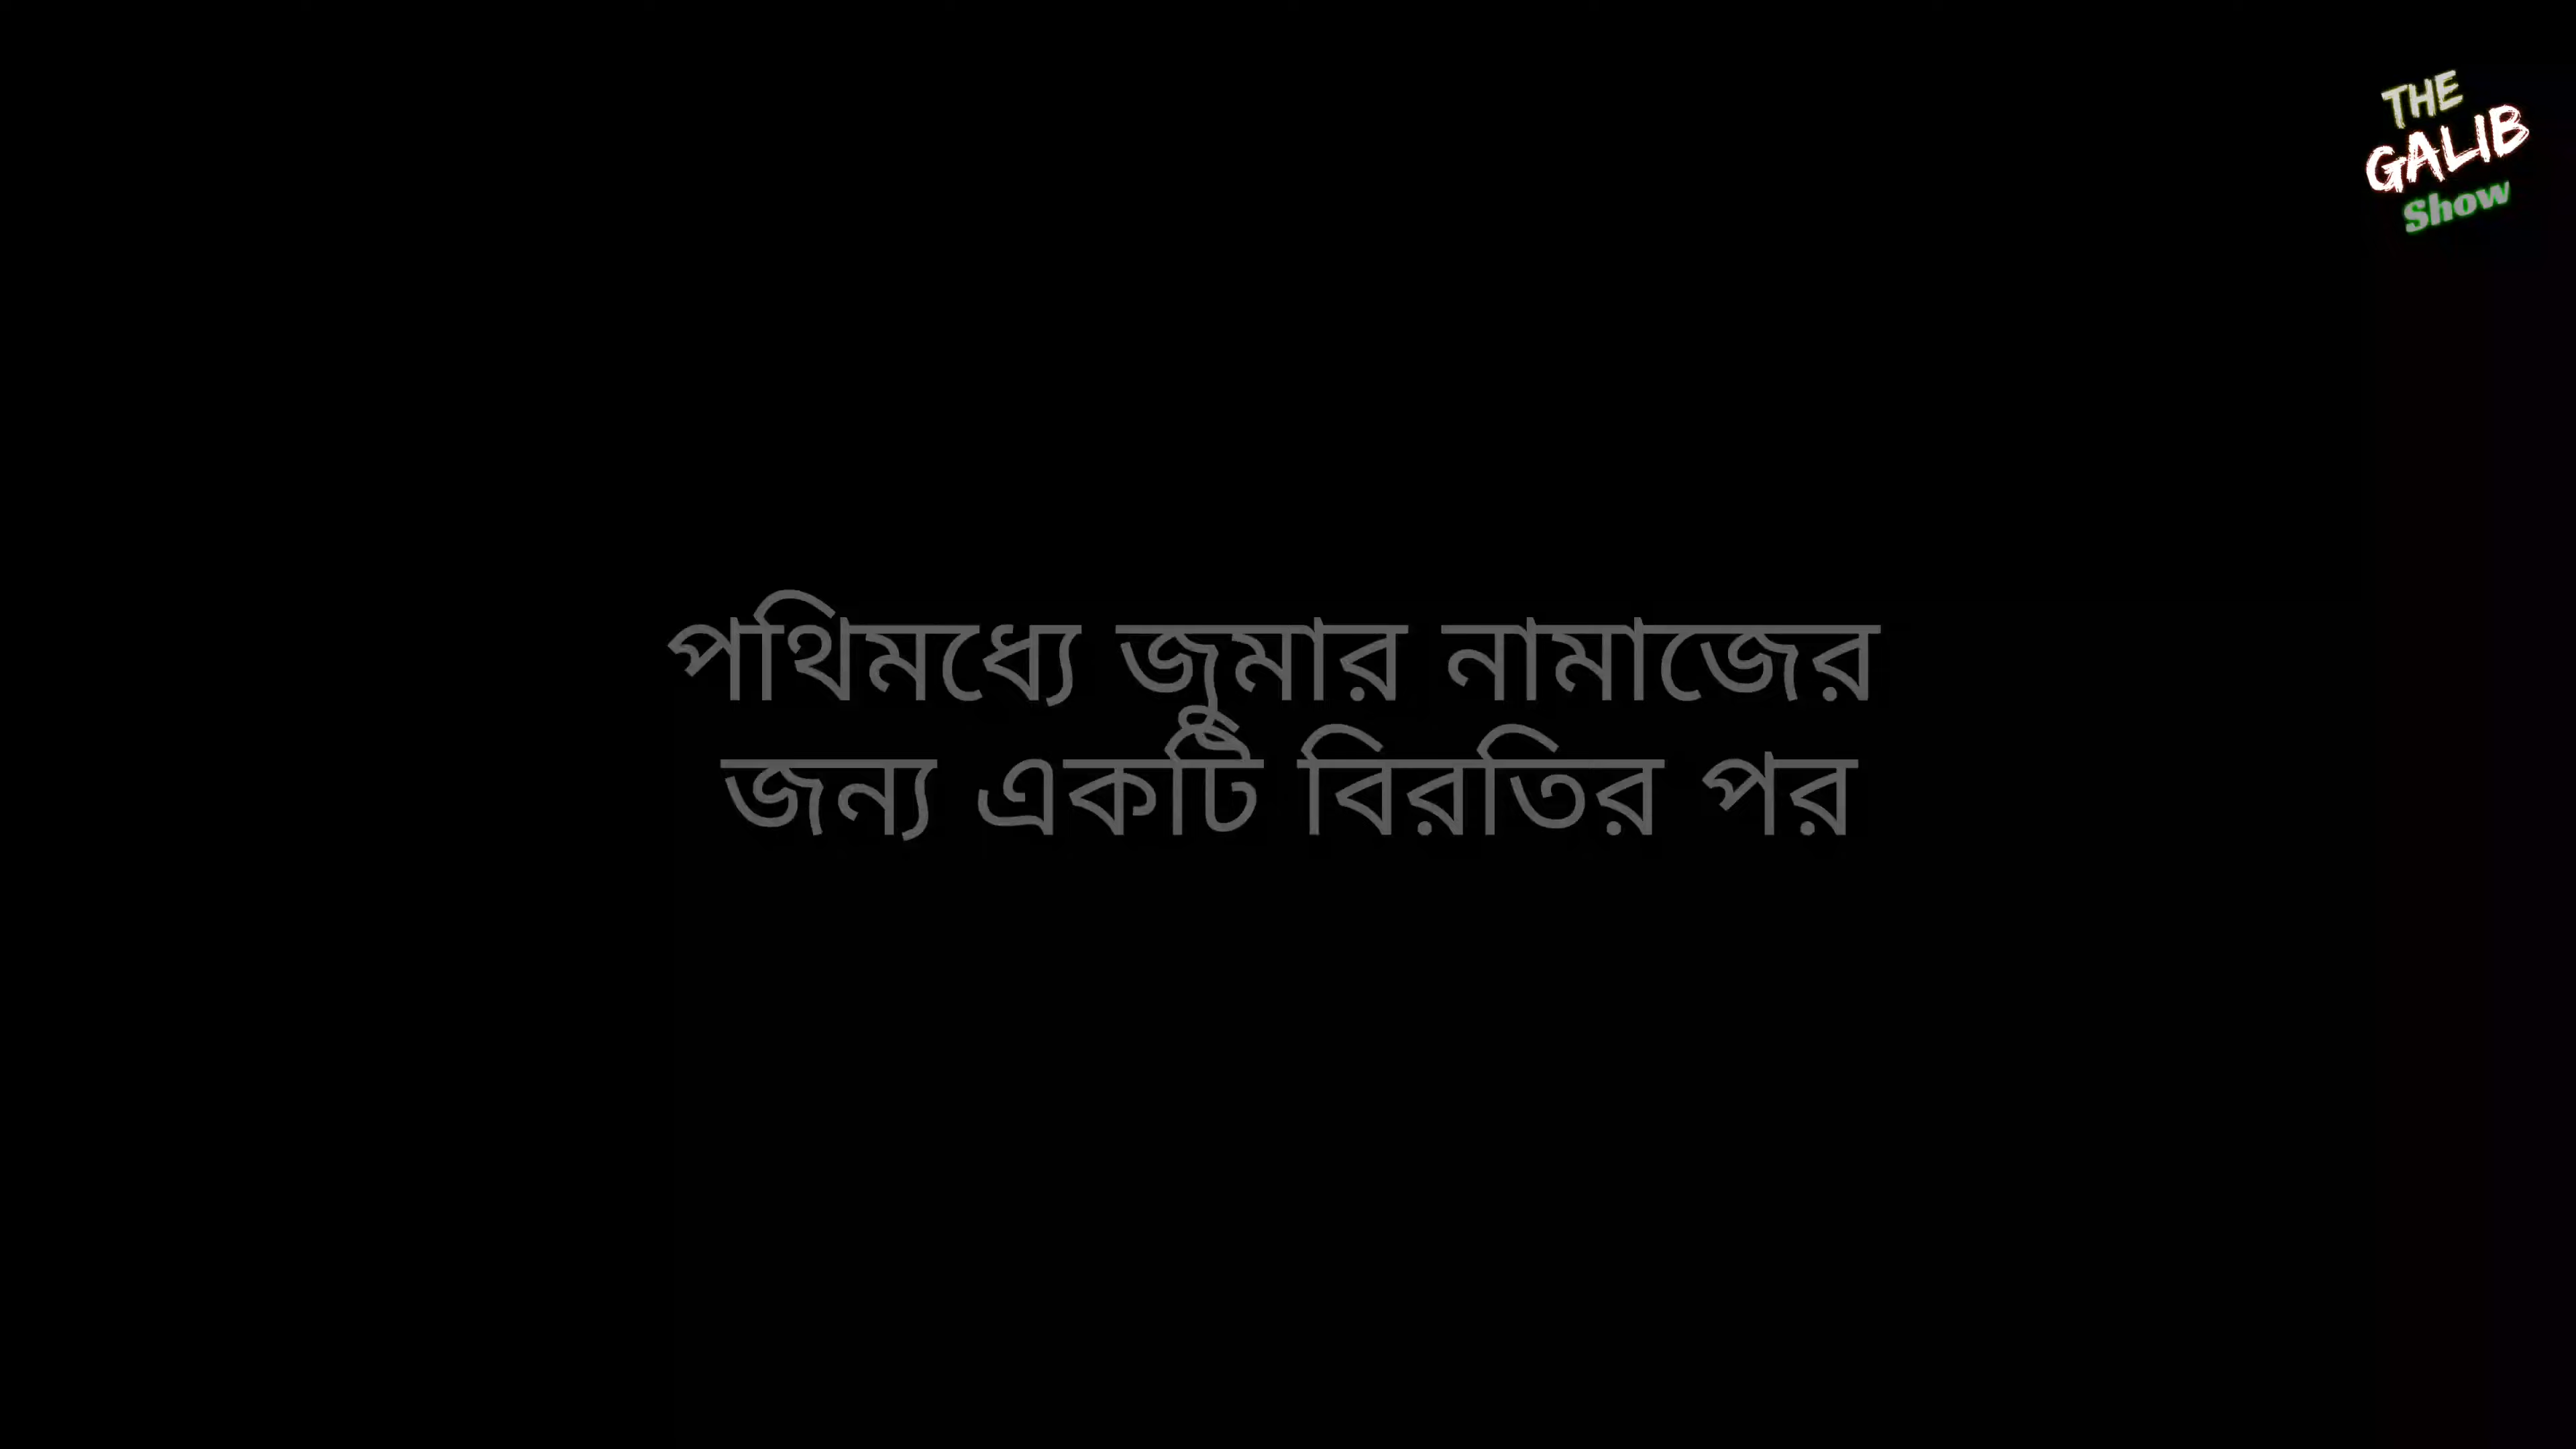 THE
GALIB
Show
পথিমধ্যে জুমার নামাজের
জন্য একটি বিরতির পর